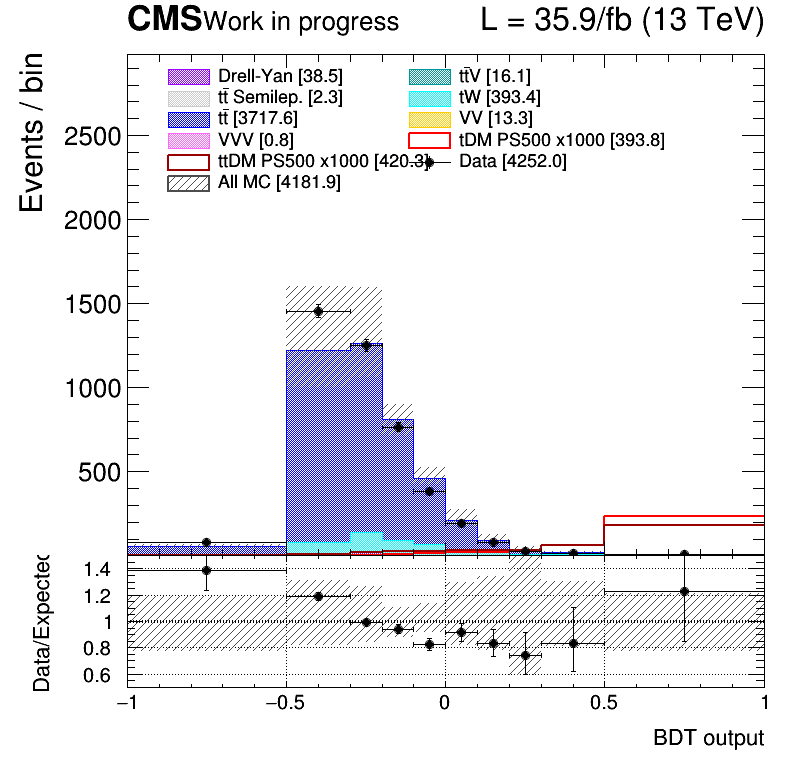 CMS Work in progress L = 35.9/fb (13 TeV)
Events / bin
Drell-Yan [38.5] tt̄V [16.1]
tt̄ Semilep. [2.3] tW [393.4]
tt̄ [3717.6] VV [13.3]
VVV [0.8] tDM PS500 x1000 [393.8]
ttDM PS500 x1000 [420.3] Data [4252.0]
All MC [4181.9]
2500
2000
1500
1000
500
Data/Expected
1.4
1.2
1
0.8
0.6
−1 −0.5 0 0.5 1
BDT output